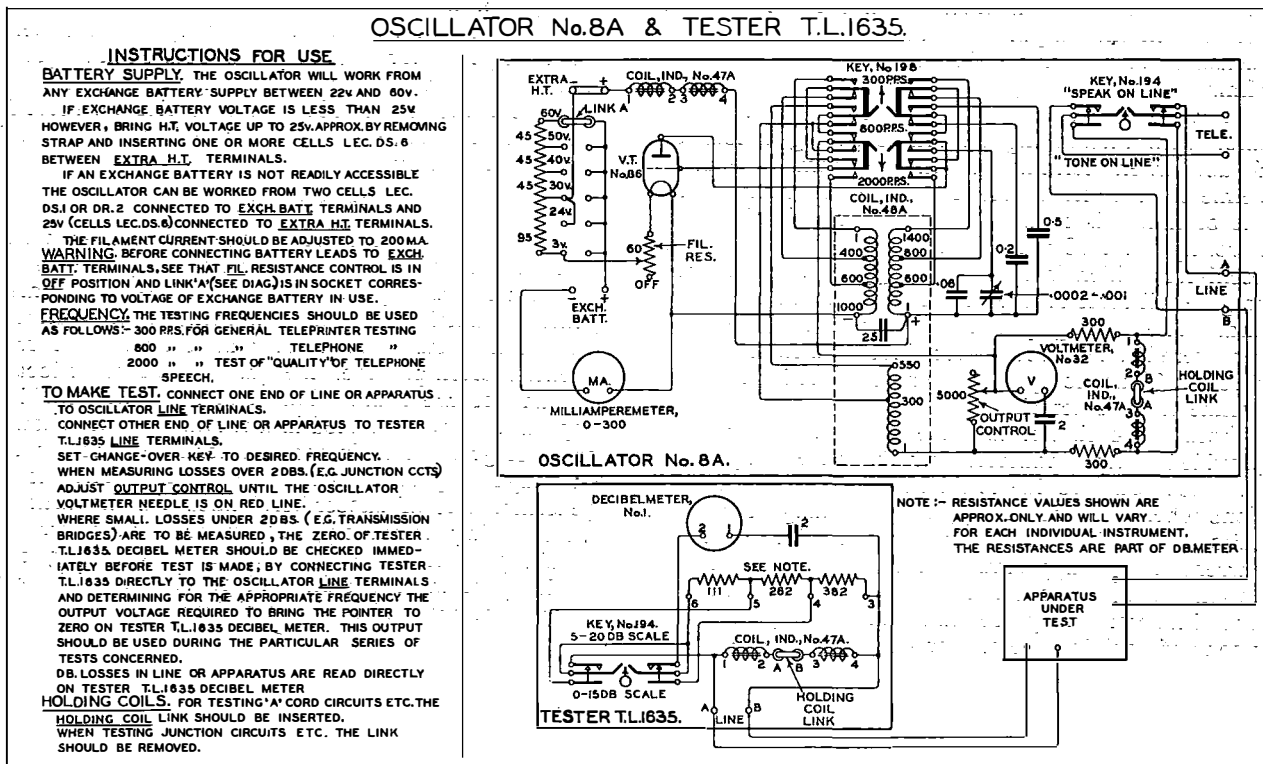 OSCILLATOR No.8A & TESTER T.L.1635.
INSTRUCTIONS FOR USE
BATTERY SUPPLY. THE OSCILLATOR WILL WORK FROM
ANY EXCHANGE BATTERY SUPPLY BETWEEN 22V AND 60V.
IF EXCHANGE BATTERY VOLTAGE IS LESS THAN 25V
HOWEVER, BRING H.T. VOLTAGE UP TO 25V.APPROX.BY REMOVING
STRAP AND INSERTING ONE OR MORE CELLS LEC. DS.6
BETWEEN EXTRA H.T. TERMINALS.
IF AN EXCHANGE BATTERY IS NOT READILY ACCESSIBLE
THE OSCILLATOR CAN BE WORKED FROM TWO CELLS LEC.
DS.1 OR DR.2 CONNECTED TO EXCH.BATT. TERMINALS AND
25V (CELLS LEC.DS.6) CONNECTED TO EXTRA H.T. TERMINALS.
THE FILAMENT CURRENT SHOULD BE ADJUSTED TO 200 MA.
WARNING. BEFORE CONNECTING BATTERY LEADS TO EXCH.
BATT. TERMINALS, SEE THAT FIL. RESISTANCE CONTROL IS IN
OFF POSITION AND LINK'A'(SEE DIAG) IS IN SOCKET CORRES-
PONDING TO VOLTAGE OF EXCHANGE BATTERY IN USE.
FREQUENCY. THE TESTING FREQUENCIES SHOULD BE USED
AS FOLLOWS:- 300 P.P.S. FOR GENERAL TELEPRINTER TESTING
800 " " " TELEPHONE "
2000 " " TEST OF "QUALITY" OF TELEPHONE
SPEECH.
TO MAKE TEST. CONNECT ONE END OF LINE OR APPARATUS
TO OSCILLATOR LINE TERMINALS.
CONNECT OTHER END OF LINE OR APPARATUS TO TESTER
T.L.1635 LINE TERMINALS.
SET CHANGE-OVER KEY TO DESIRED FREQUENCY.
WHEN MEASURING LOSSES OVER 2DBS. (E.G. JUNCTION CCTS)
ADJUST OUTPUT CONTROL UNTIL THE OSCILLATOR
VOLTMETER NEEDLE IS ON RED LINE.
WHERE SMALL LOSSES UNDER 2DBS. (E.G. TRANSMISSION
BRIDGES) ARE TO BE MEASURED, THE ZERO OF TESTER
T.L.1635 DECIBEL METER SHOULD BE CHECKED IMMED-
IATELY BEFORE TEST IS MADE, BY CONNECTING TESTER
T.L.1635 DIRECTLY TO THE OSCILLATOR LINE TERMINALS
AND DETERMINING FOR THE APPROPRIATE FREQUENCY THE
OUTPUT VOLTAGE REQUIRED TO BRING THE POINTER TO
ZERO ON TESTER T.L.1635 DECIBEL METER. THIS OUTPUT
SHOULD BE USED DURING THE PARTICULAR SERIES OF
TESTS CONCERNED.
DB. LOSSES IN LINE OR APPARATUS ARE READ DIRECTLY
ON TESTER T.L.1635 DECIBEL METER
HOLDING COILS. FOR TESTING 'A' CORD CIRCUITS ETC. THE
HOLDING COIL LINK SHOULD BE INSERTED.
WHEN TESTING JUNCTION CIRCUITS ETC. THE LINK
SHOULD BE REMOVED.
EXTRA H.T. - +
COIL, IND., No.47A
1 2 3 4
LINK A
60V. 50V. 40V. 30V. 24V. 3V.
45 45 45 95
V.T. No.86
60
FIL. RES.
OFF
- +
EXCH. BATT.
MA.
MILLIAMPEREMETER,
0-300
KEY, No 198
300 P.P.S.
800 P.P.S.
2000 P.P.S.
COIL, IND., No.48A
1 1400
400 800
600 600
1000 1
- +
25
550
300
1
.06
0·2
0·5
.0002 - .001
KEY, No.194
"SPEAK ON LINE"
"TONE ON LINE"
TELE.
A
LINE
B
300
VOLTMETER, No32
V
5000
OUTPUT CONTROL
2
COIL, IND., No.47A
1
2 B
A
3
4
HOLDING COIL LINK
300
OSCILLATOR No. 8A.
DECIBELMETER, No.1.
2 1
2
SEE NOTE.
111 282 382
6 5 4 3
KEY, No.194.
5-20 DB SCALE
0-15DB SCALE
COIL, IND., No.47A.
1 2 A B 3 4
HOLDING COIL LINK
A LINE B
TESTER T.L.1635.
NOTE :- RESISTANCE VALUES SHOWN ARE
APPROX. ONLY AND WILL VARY
FOR EACH INDIVIDUAL INSTRUMENT.
THE RESISTANCES ARE PART OF DB.METER
APPARATUS
UNDER
TEST